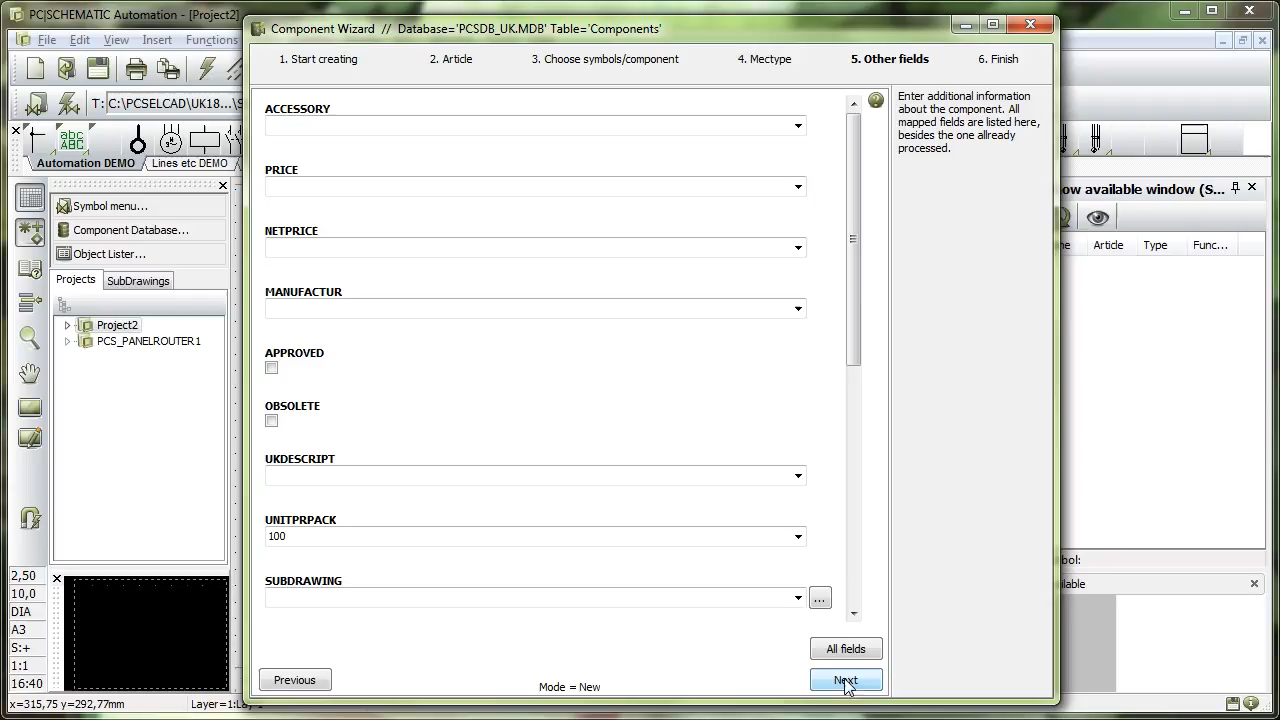 PC|SCHEMATIC Automation - [Project2]
Component Wizard // Database='PCSDB_UK.MDB' Table='Components'
File Edit View Insert Functions
1. Start creating 2. Article 3. Choose symbols/component 4. Mectype 5. Other fields 6. Finish
T: C:\PCSELCAD\UK18...\S
abc
ABC
Automation DEMO Lines etc DEMO
Symbol menu...
Component Database...
Object Lister...
Projects SubDrawings
Project2
PCS_PANELROUTER1
2,50
10,0
DIA
A3
S:+
1:1
16:40
x=315,75 y=292,77mm
ACCESSORY
PRICE
NETPRICE
MANUFACTUR
APPROVED
OBSOLETE
UKDESCRIPT
UNITPRPACK
100
SUBDRAWING
...
All fields
Previous
Mode = New
Next
Enter additional information
about the component. All
mapped fields are listed here,
besides the one allready
processed.
ow available window (S...
Article Type Func...